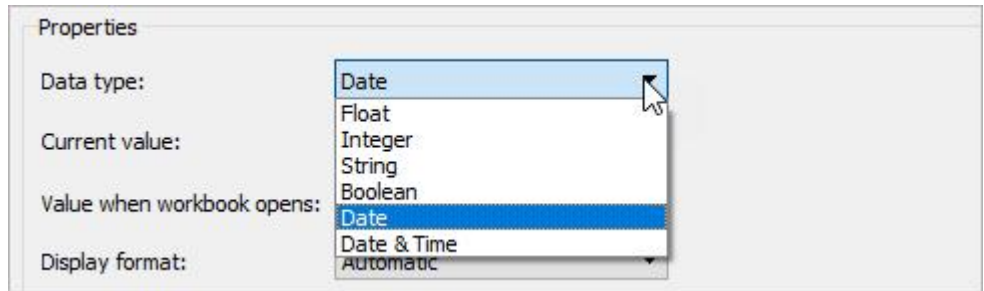 Properties
Data type: Date
Float
Current value: Integer
String
Value when workbook opens: Boolean
Date
Date & Time
Display format: Automatic